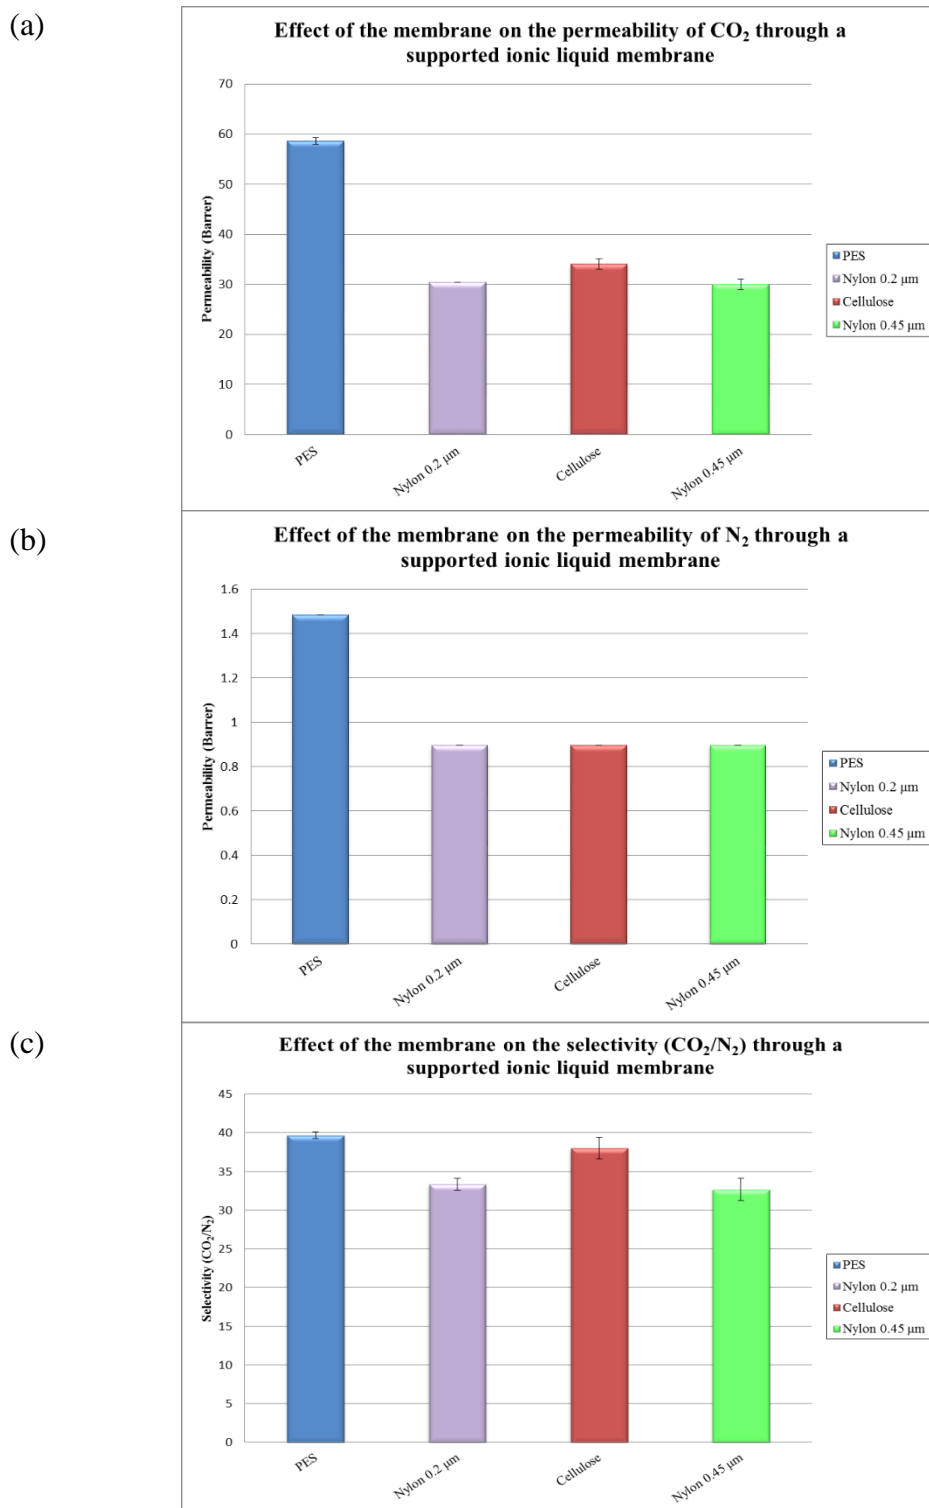 (a)
Effect of the membrane on the permeability of CO₂ through a
supported ionic liquid membrane
70
60
50
40
30
20
10
0
Permeability (Barrer)
PES
Nylon 0.2 μm
Cellulose
Nylon 0.45 μm
PES
Nylon 0.2 μm
Cellulose
Nylon 0.45 μm
(b)
Effect of the membrane on the permeability of N₂ through a
supported ionic liquid membrane
1.6
1.4
1.2
1
0.8
0.6
0.4
0.2
0
Permeability (Barrer)
PES
Nylon 0.2 μm
Cellulose
Nylon 0.45 μm
PES
Nylon 0.2 μm
Cellulose
Nylon 0.45 μm
(c)
Effect of the membrane on the selectivity (CO₂/N₂) through a
supported ionic liquid membrane
45
40
35
30
25
20
15
10
5
0
Selectivity (CO₂/N₂)
PES
Nylon 0.2 μm
Cellulose
Nylon 0.45 μm
PES
Nylon 0.2 μm
Cellulose
Nylon 0.45 μm